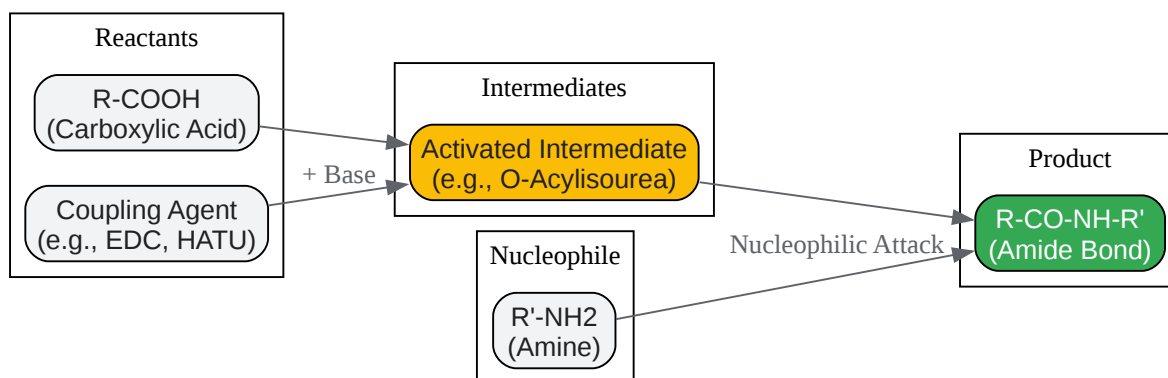 Reactants
R-COOH
(Carboxylic Acid)
Coupling Agent
(e.g., EDC, HATU)
+ Base
Intermediates
Activated Intermediate
(e.g., O-Acylisourea)
Nucleophile
R'-NH2
(Amine)
Nucleophilic Attack
Product
R-CO-NH-R'
(Amide Bond)